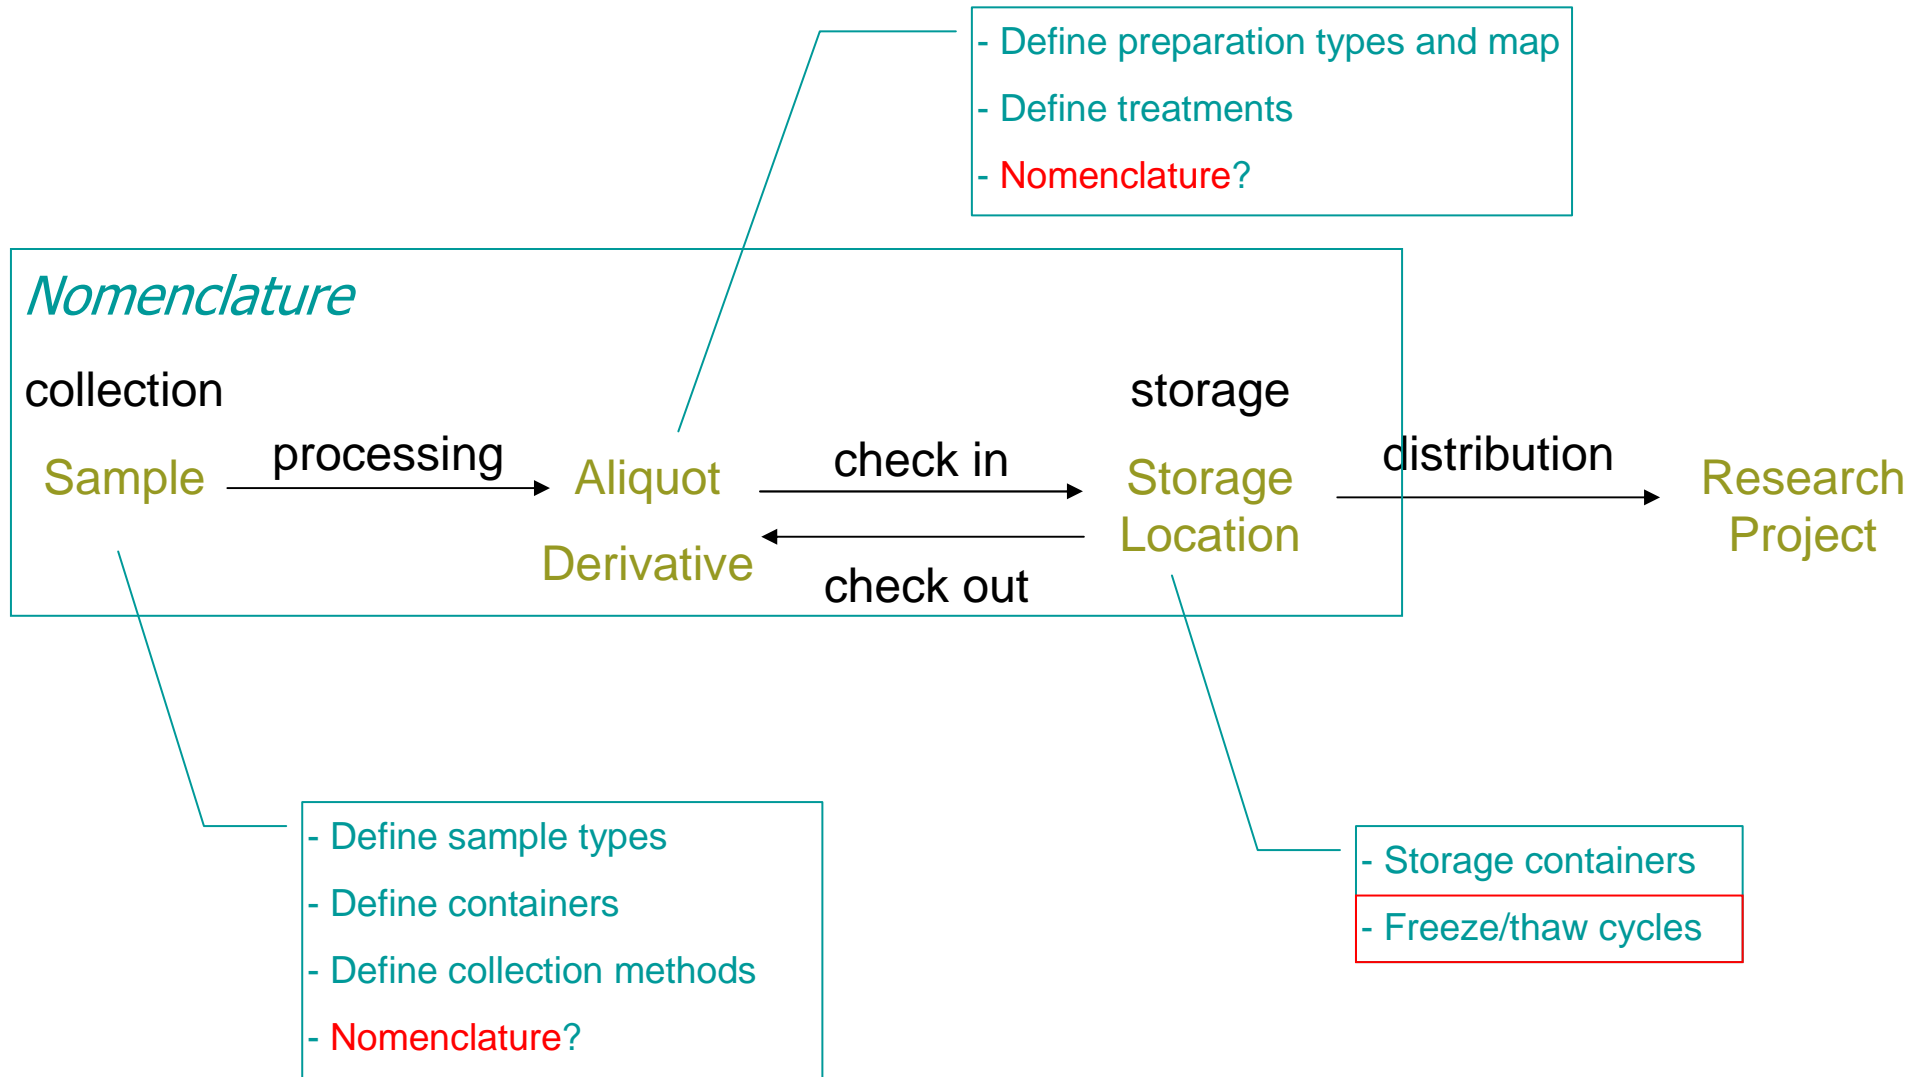 - Define preparation types and map
- Define treatments
- Nomenclature?
Nomenclature
collection
storage
Sample
processing
Aliquot
Derivative
check in
check out
Storage
Location
distribution
Research
Project
- Define sample types
- Define containers
- Define collection methods
- Nomenclature?
- Storage containers
- Freeze/thaw cycles